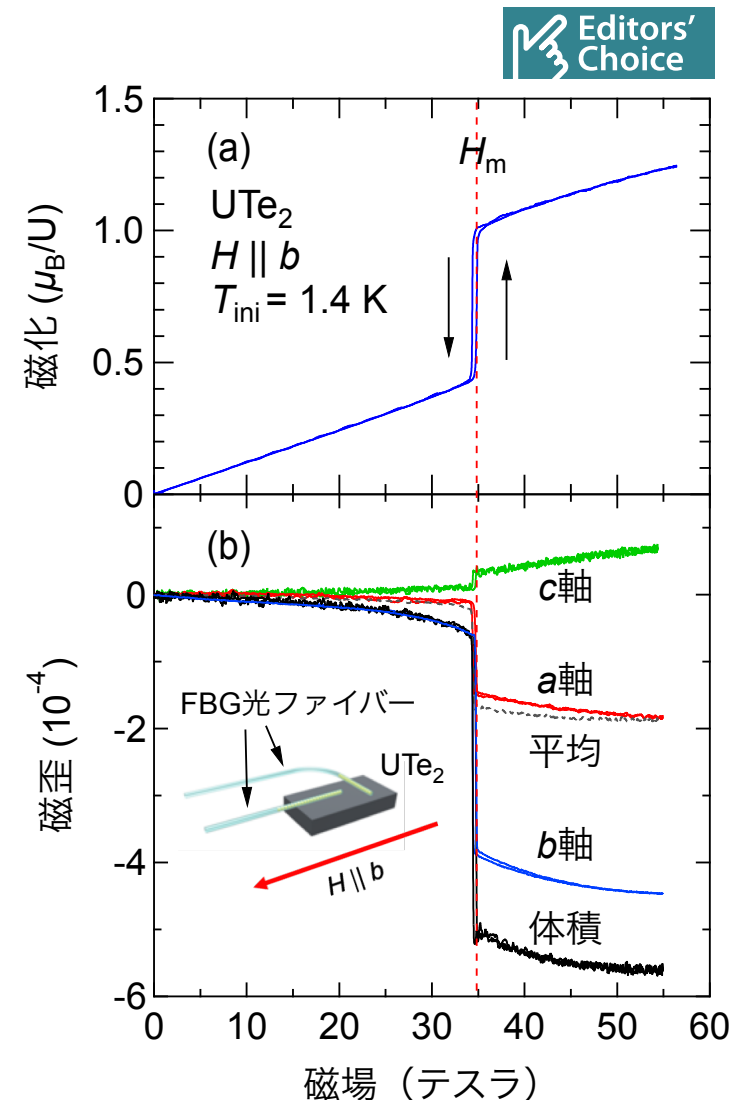 Editors'
Choice
1.5
(a)
Hm
UTe2
H || b
Tini = 1.4 K
1.0
0.5
0
磁化 (μB/U)
(b)
c軸
0
a軸
平均
-2
FBG光ファイバー
UTe2
H || b
b軸
-4
体積
-6
磁歪 (10-4)
0 10 20 30 40 50 60
磁場（テスラ）